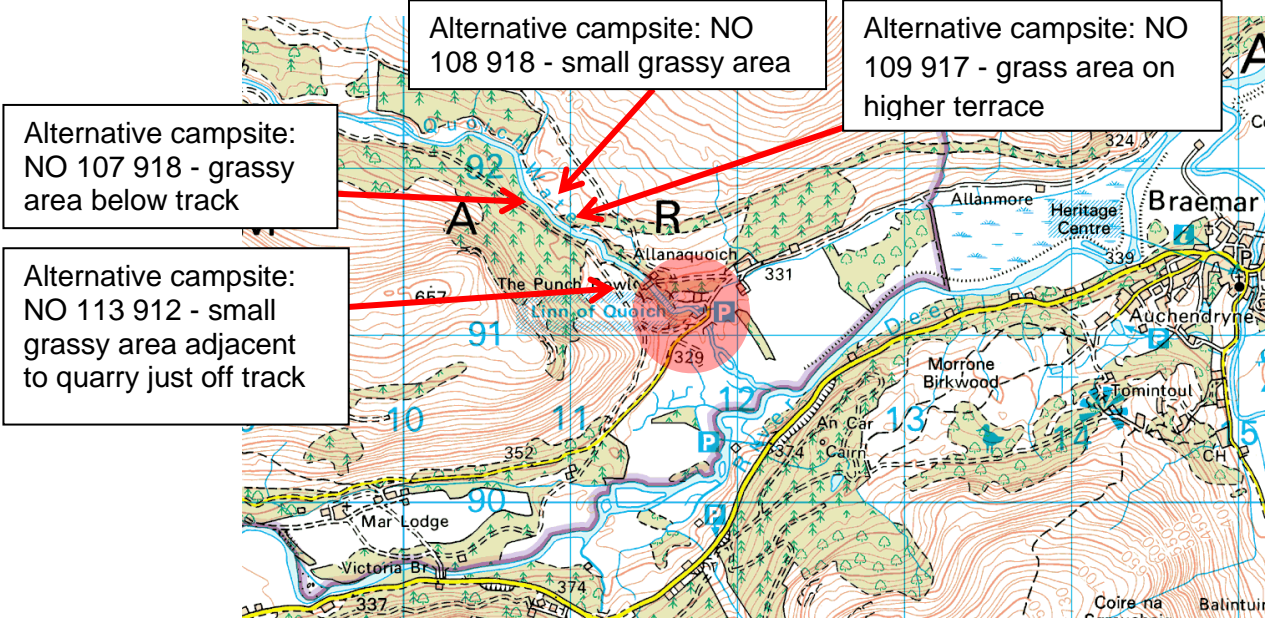 Alternative campsite: NO
108 918 - small grassy area
Alternative campsite: NO
109 917 - grass area on
higher terrace
Alternative campsite:
NO 107 918 - grassy
area below track
Alternative campsite:
NO 113 912 - small
grassy area adjacent
to quarry just off track
A
324
Quoich Water
92
A
R
Allanmore
Heritage
Centre
Braemar
i
Allanaquoich
331
339
P
657
The Punch Bowl
Linn of Quoich
P
91
329
Auchendryne
P
Dee
Morrone
Birkwood
Tomintoul
10
11
12
13
14
5
River
An Car
Cairn
374
P
352
CH
90
P
Mar Lodge
Victoria Br
374
337
Coire na
Balintuim